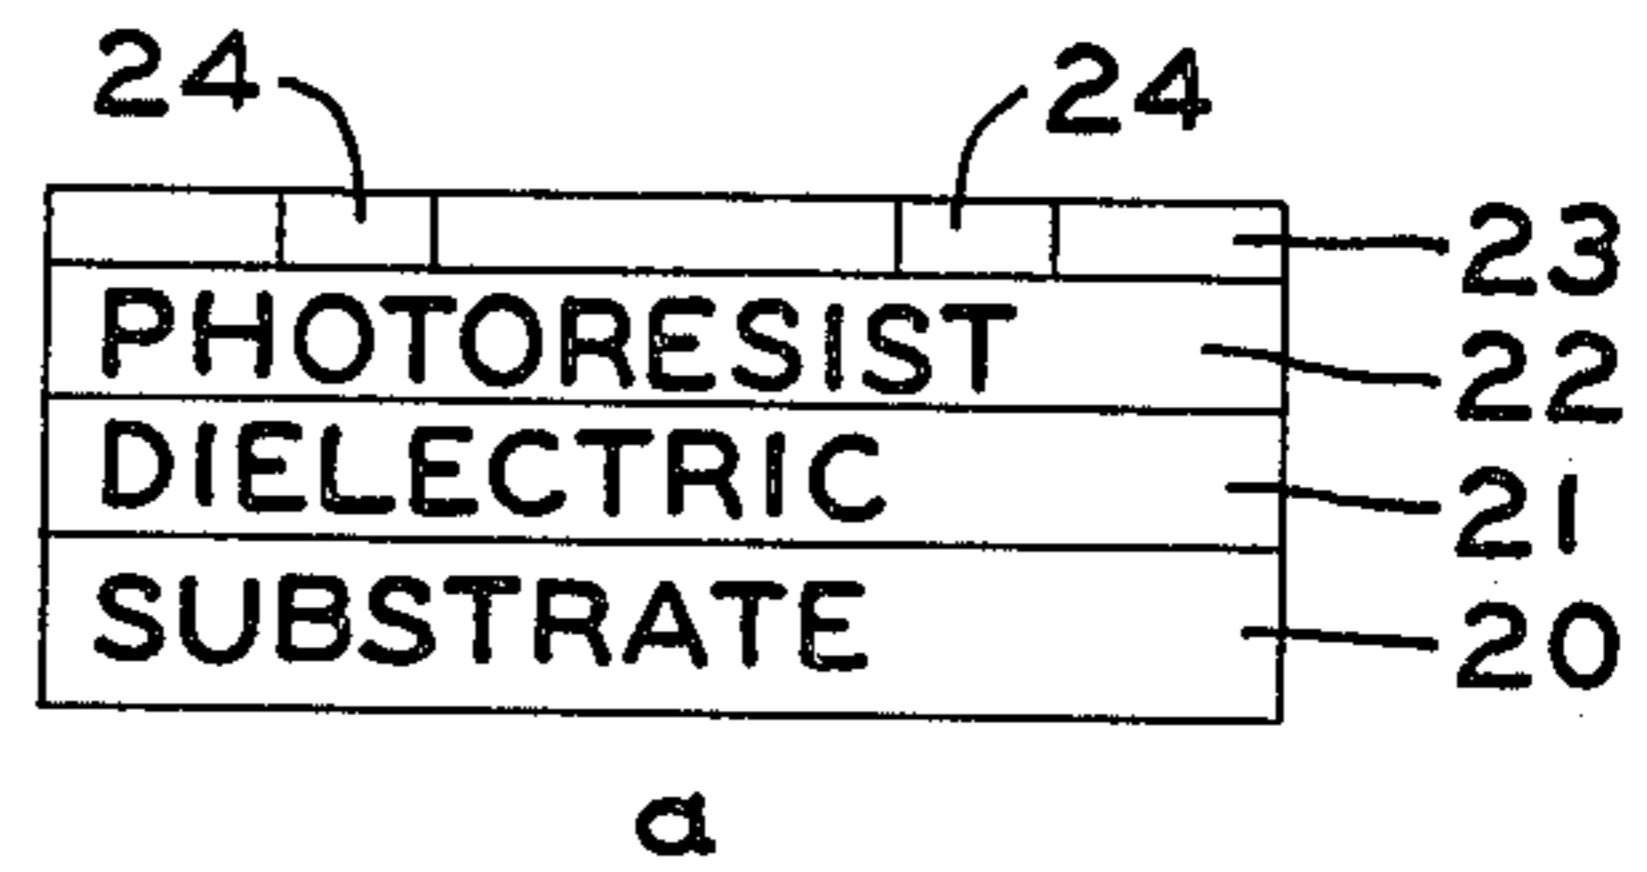 24 24
23
PHOTORESIST 22
DIELECTRIC 21
SUBSTRATE 20
a